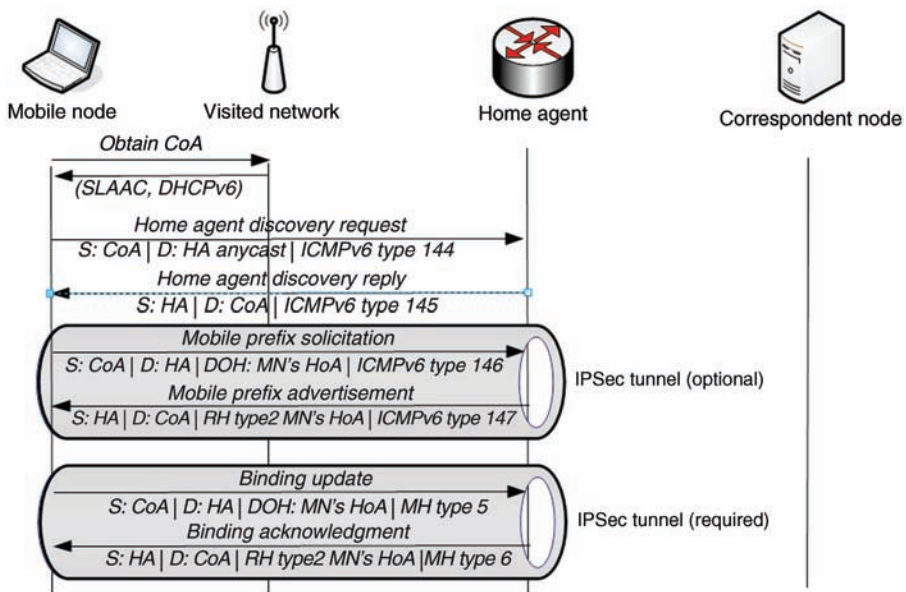 Mobile node
Visited network
Home agent
Correspondent node
Obtain CoA
(SLAAC, DHCPv6)
Home agent discovery request
S: CoA | D: HA anycast | ICMPv6 type 144
Home agent discovery reply
S: HA | D: CoA | ICMPv6 type 145
Mobile prefix solicitation
S: CoA | D: HA | DOH: MN's HoA | ICMPv6 type 146
Mobile prefix advertisement
S: HA | D: CoA | RH type2 MN's HoA | ICMPv6 type 147
IPSec tunnel (optional)
Binding update
S: CoA | D: HA | DOH: MN's HoA | MH type 5
Binding acknowledgment
S: HA | D: CoA | RH type2 MN's HoA |MH type 6
IPSec tunnel (required)